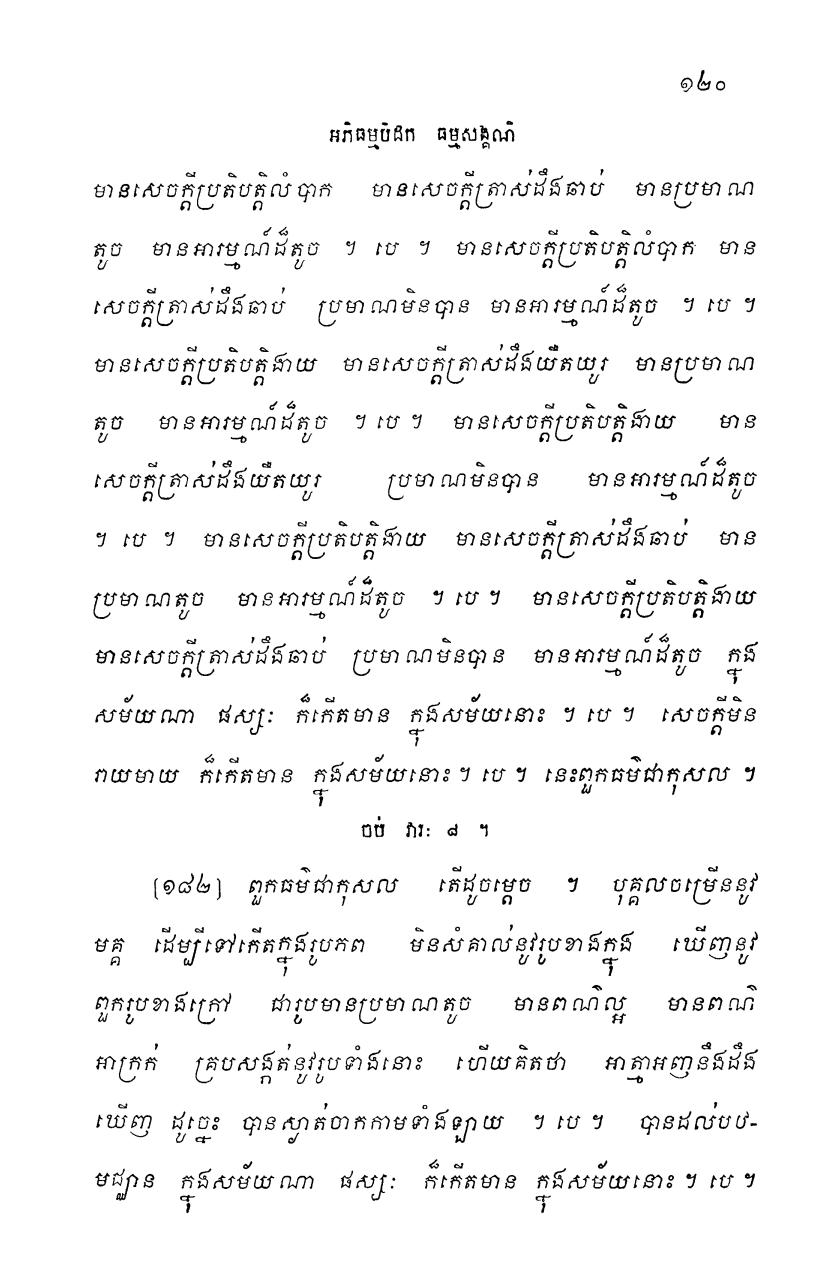 ១២០
អភិធម្មបិដក ធម្មសង្គណិ
មានសេចក្តីប្រតិបត្តិលំបាក មានសេចក្តីត្រាស់ដឹងឆាប់ មានប្រមាណ
តូច មានអារម្មណ៍ដ៏តូច ។ បេ ។ មានសេចក្តីប្រតិបត្តិលំបាក មាន
សេចក្តីត្រាស់ដឹងឆាប់ ប្រមាណមិនបាន មានអារម្មណ៍ដ៏តូច ។ បេ ។
មានសេចក្តីប្រតិបត្តិងាយ មានសេចក្តីត្រាស់ដឹងយឺតយូរ មានប្រមាណ
តូច មានអារម្មណ៍ដ៏តូច ។ បេ ។ មានសេចក្តីប្រតិបត្តិងាយ មាន
សេចក្តីត្រាស់ដឹងយឺតយូរ ប្រមាណមិនបាន មានអារម្មណ៍ដ៏តូច
។ បេ ។ មានសេចក្តីប្រតិបត្តិងាយ មានសេចក្តីត្រាស់ដឹងឆាប់ មាន
ប្រមាណតូច មានអារម្មណ៍ដ៏តូច ។ បេ ។ មានសេចក្តីប្រតិបត្តិងាយ
មានសេចក្តីត្រាស់ដឹងឆាប់ ប្រមាណមិនបាន មានអារម្មណ៍ដ៏តូច ក្នុង
សម័យណា ផស្សៈ ក៏កើតមាន ក្នុងសម័យនោះ ។ បេ ។ សេចក្តីមិន
រាយមាយ ក៏កើតមាន ក្នុងសម័យនោះ ។ បេ ។ នេះពួកធម៌ជាកុសល ។
ចប់ វារៈ ៨ ។
[១៨២] ពួកធម៌ជាកុសល តើដូចម្តេច ។ បុគ្គលចម្រើននូវ
មគ្គ ដើម្បីទៅកើតក្នុងរូបភព មិនសំគាល់នូវរូបខាងក្នុង ឃើញនូវ
ពួករូបខាងក្រៅ ជារូបមានប្រមាណតូច មានពណ៌ល្អ មានពណ៌
អាក្រក់ គ្របសង្កត់នូវរូបទាំងនោះ ហើយគិតថា អាត្មាអញនឹងដឹង
ឃើញ ដូច្នេះ បានស្ងាត់ចាកកាមទាំងឡាយ ។ បេ ។ បានដល់បឋ-
មជ្ឈាន ក្នុងសម័យណា ផស្សៈ ក៏កើតមាន ក្នុងសម័យនោះ ។ បេ ។